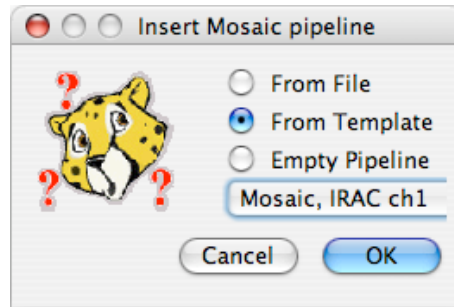 Insert Mosaic pipeline
From File
From Template
Empty Pipeline
Mosaic, IRAC ch1
Cancel OK
? 
? ?